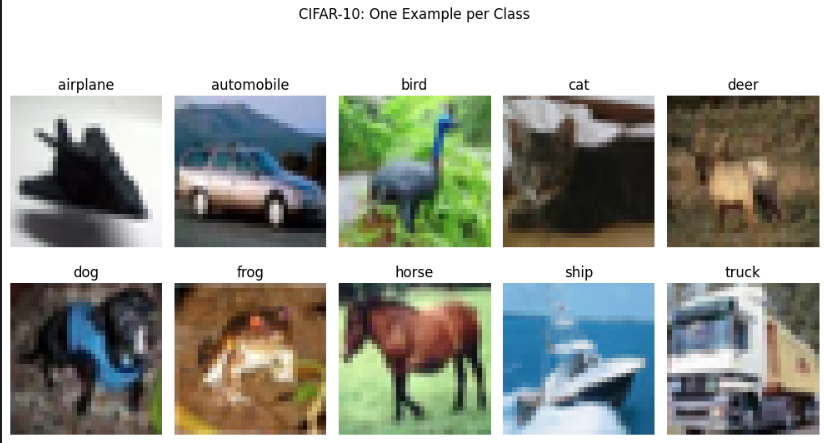 CIFAR-10: One Example per Class
airplane automobile bird cat deer
dog frog horse ship truck